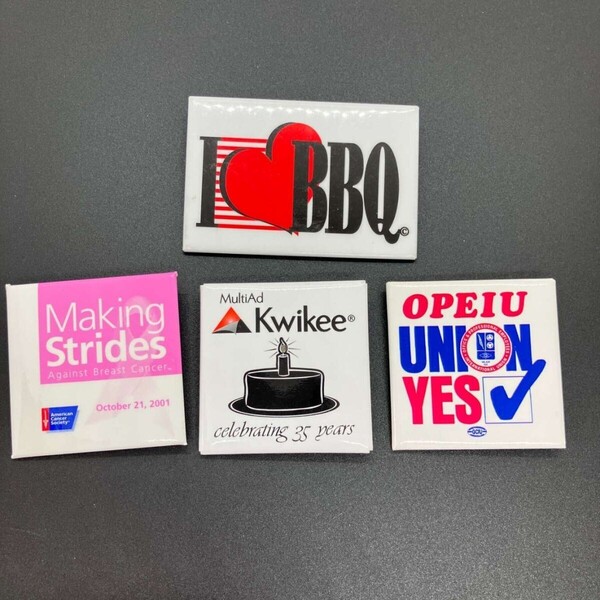 I BBQ
©
Making
Strides
Against Breast Cancer™
October 21, 2001
American
Cancer
Society®
MultiAd
Kwikee®
celebrating 35 years
OPEIU
UNION
YES